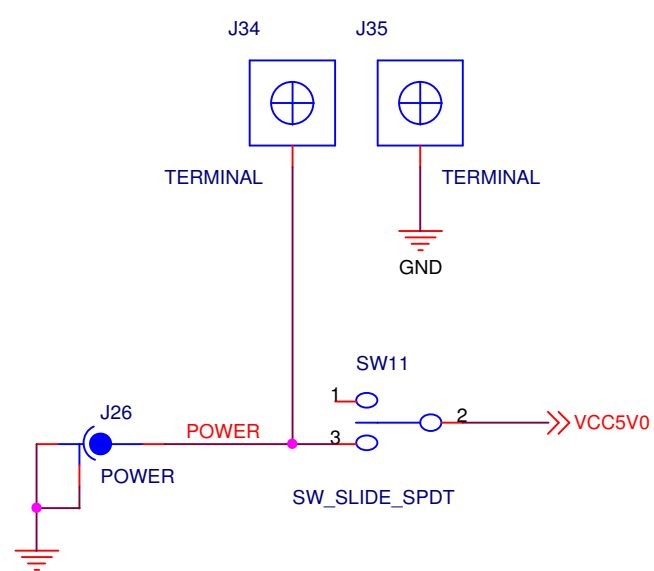 J34
J35
TERMINAL
TERMINAL
GND
SW11
1
2
VCC5V0
3
J26
POWER
POWER
SW_SLIDE_SPDT